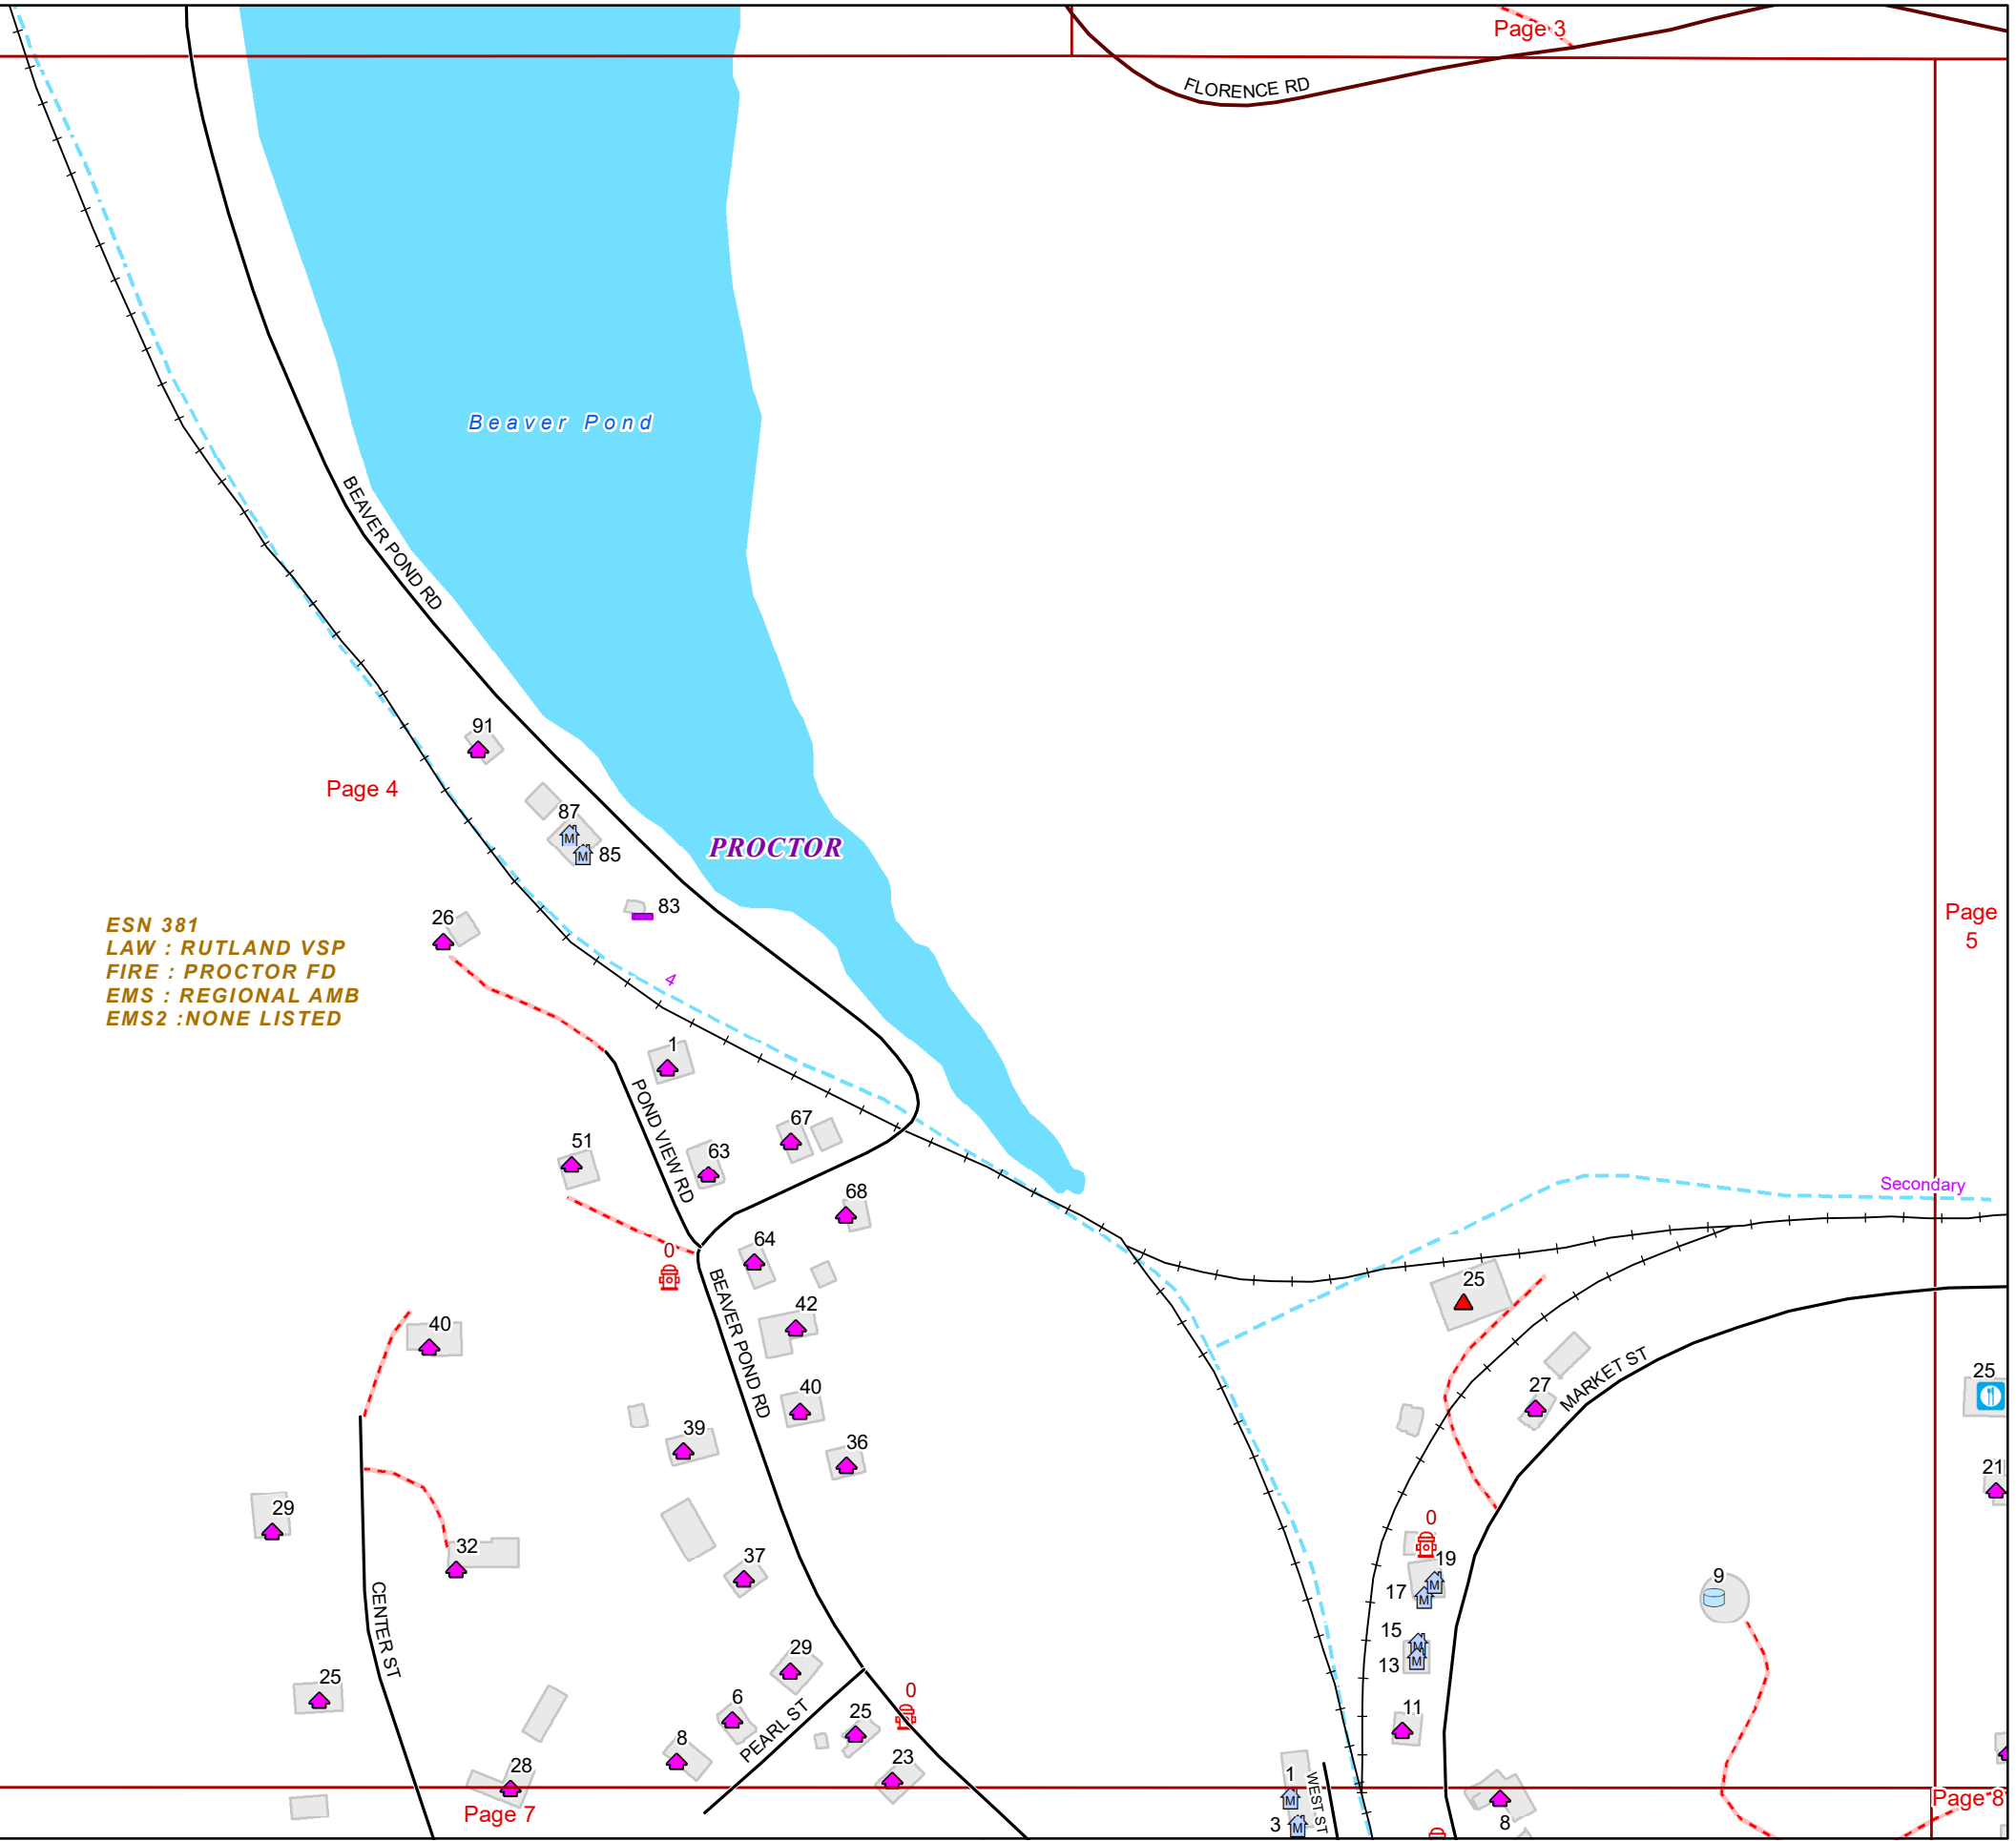 Page 3
FLORENCE RD
Beaver Pond
BEAVER POND RD
91
Page 4
87
85
PROCTOR
83
26
Page
5
ESN 381
LAW : RUTLAND VSP
FIRE : PROCTOR FD
EMS : REGIONAL AMB
EMS2 :NONE LISTED
4
1
POND VIEW RD
67
51
63
68
Secondary
64
0
BEAVER POND RD
25
42
40
40
MARKET ST
25
27
39
36
21
29
0
32
37
19
17
9
CENTER ST
15
13
29
25
6
PEARL ST
25
0
11
8
23
28
1
WEST ST
Page 7
3
8
Page 8
M
M
M
M
M
M
M
M